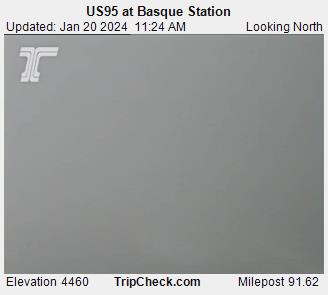 US95 at Basque Station
Updated: Jan 20 2024 11:24 AM Looking North
Elevation 4460 TripCheck.com Milepost 91.62